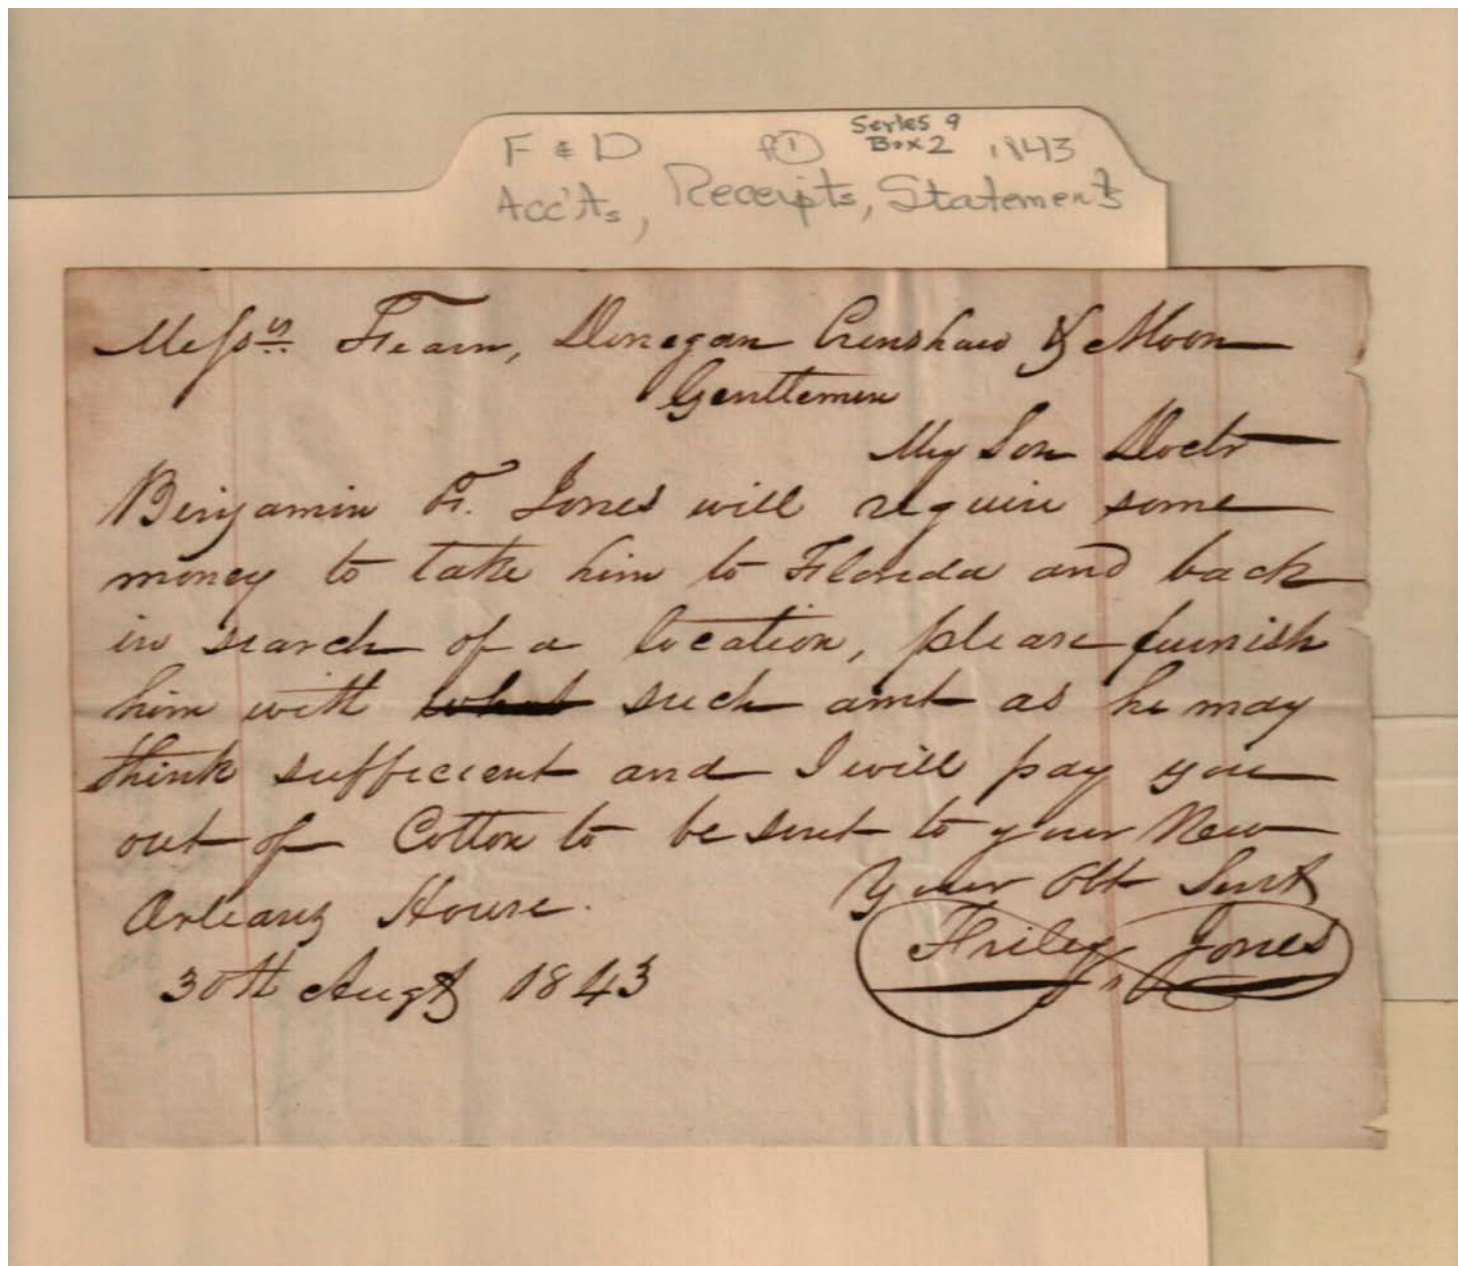 F & D ① Series 9 1843
Box 2
Acc'ts, Receipts, Statements
Messrs Fearn, Donegan Crenshaw & Moon
Gentlemen
My Son Doctr
Benjamin F. Jones will require some
money to take him to Florida and back
in search of a location, please furnish
him with what such amt as he may
think sufficient and I will pay you
out of Cotton to be sent to your New
Orleans House.
Your Obt Servt
Friley Jones
30th Augt 1843